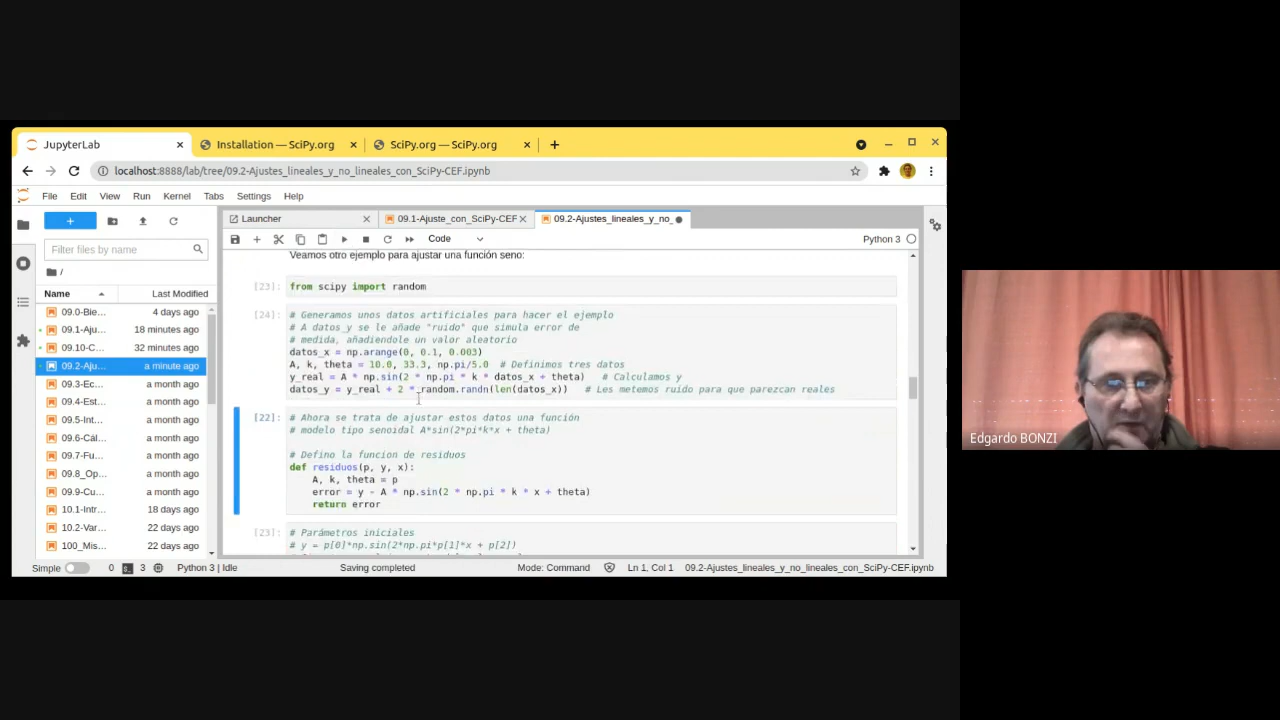 JupyterLab
Installation — SciPy.org
SciPy.org — SciPy.org
localhost:8888/lab/tree/09.2-Ajustes_lineales_y_no_lineales_con_SciPy-CEF.ipynb
File Edit View Run Kernel Tabs Settings Help
Launcher
09.1-Ajuste_con_SciPy-CEF
09.2-Ajustes_lineales_y_no_
Filter files by name
Code
Python 3
/
Name Last Modified
09.0-Bie... 4 days ago
09.1-Aju... 18 minutes ago
09.10-C... 32 minutes ago
09.2-Aju... a minute ago
09.3-Ec... a month ago
09.4-Est... a month ago
09.5-Int... a month ago
09.6-Cál... a month ago
09.7-Fu... a month ago
09.8_Op... a month ago
09.9-Cu... a month ago
10.1-Intr... 18 days ago
10.2-Var... 22 days ago
100_Mis... 22 days ago
Veamos otro ejemplo para ajustar una función seno:
[23]: from scipy import random
[24]: # Generamos unos datos artificiales para hacer el ejemplo
# A datos_y se le añade "ruido" que simula error de
# medida, añadiendole un valor aleatorio
datos_x = np.arange(0, 0.1, 0.003)
A, k, theta = 10.0, 33.3, np.pi/5.0 # Definimos tres datos
y_real = A * np.sin(2 * np.pi * k * datos_x + theta) # Calculamos y
datos_y = y_real + 2 * random.randn(len(datos_x)) # Les metemos ruido para que parezcan reales
[22]: # Ahora se trata de ajustar estos datos una función
# modelo tipo senoidal A*sin(2*pi*k*x + theta)
# Defino la funcion de residuos
def residuos(p, y, x):
A, k, theta = p
error = y - A * np.sin(2 * np.pi * k * x + theta)
return error
[23]: # Parámetros iniciales
# y = p[0]*np.sin(2*np.pi*p[1]*x + p[2])
Simple 0 3 Python 3 | Idle Saving completed Mode: Command Ln 1, Col 1 09.2-Ajustes_lineales_y_no_lineales_con_SciPy-CEF.ipynb
Edgardo BONZI